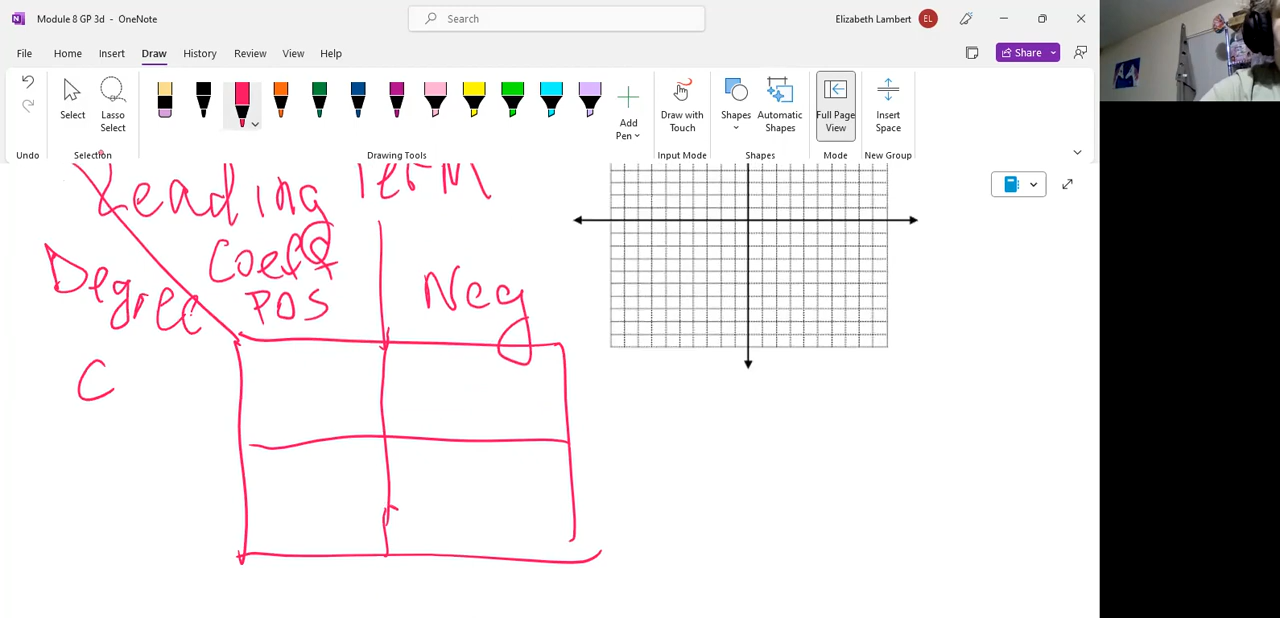 Module 8 GP 3d - OneNote
Search
Elizabeth Lambert EL
File Home Insert Draw History Review View Help
Share
Undo
Select
Lasso Select
Add Pen
Draw with Touch
Shapes
Automatic Shapes
Full Page View
Insert Space
Selection
Drawing Tools
Input Mode
Shapes
Mode
New Group
Leading Term
Degree
Coeff
POS
Neg
C